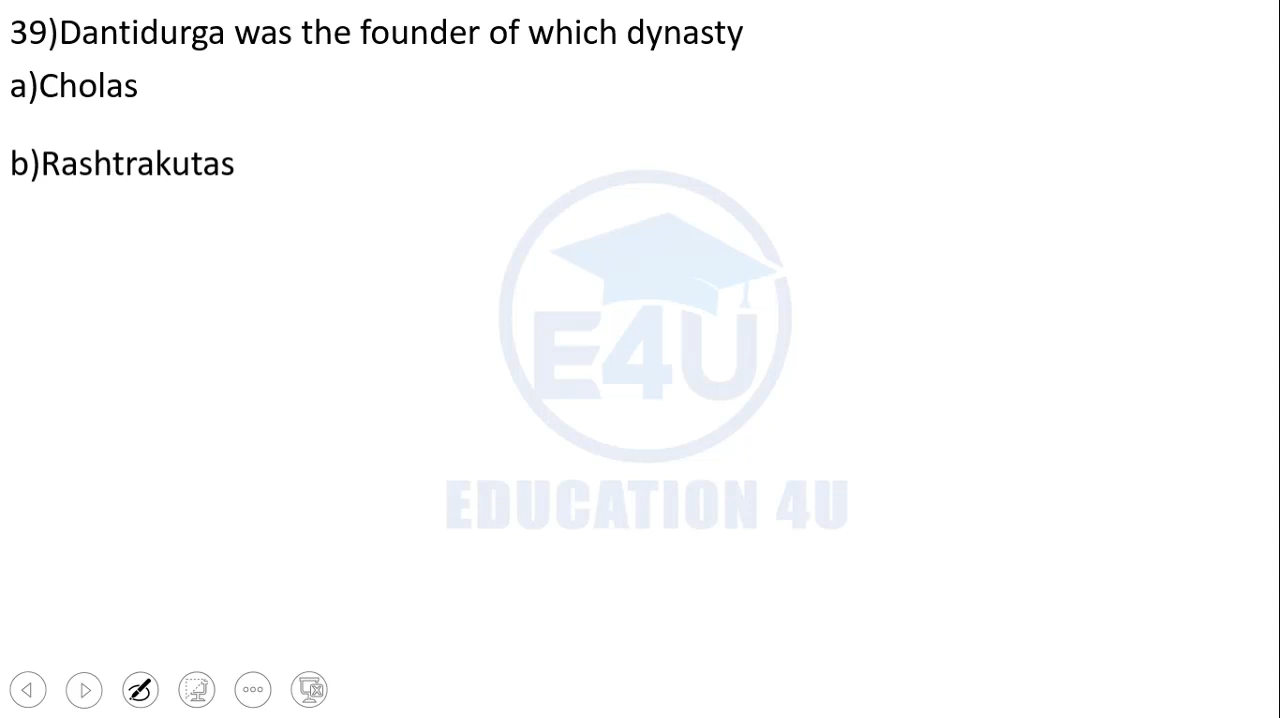 39)Dantidurga was the founder of which dynasty
a)Cholas
b)Rashtrakutas
E4U
EDUCATION 4U